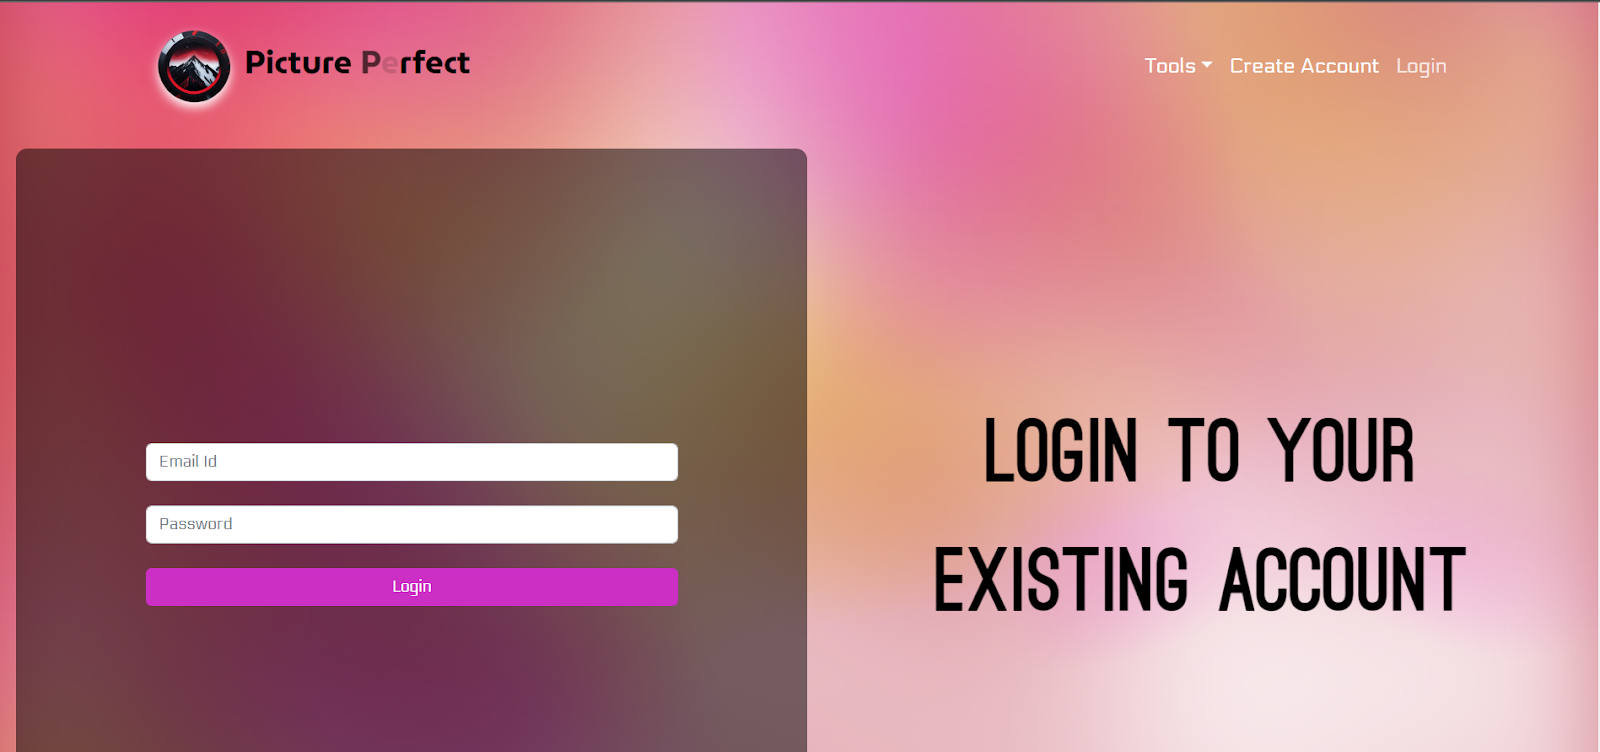 Picture Perfect
Tools Create Account Login
Email Id
Password
Login
LOGIN TO YOUR
EXISTING ACCOUNT